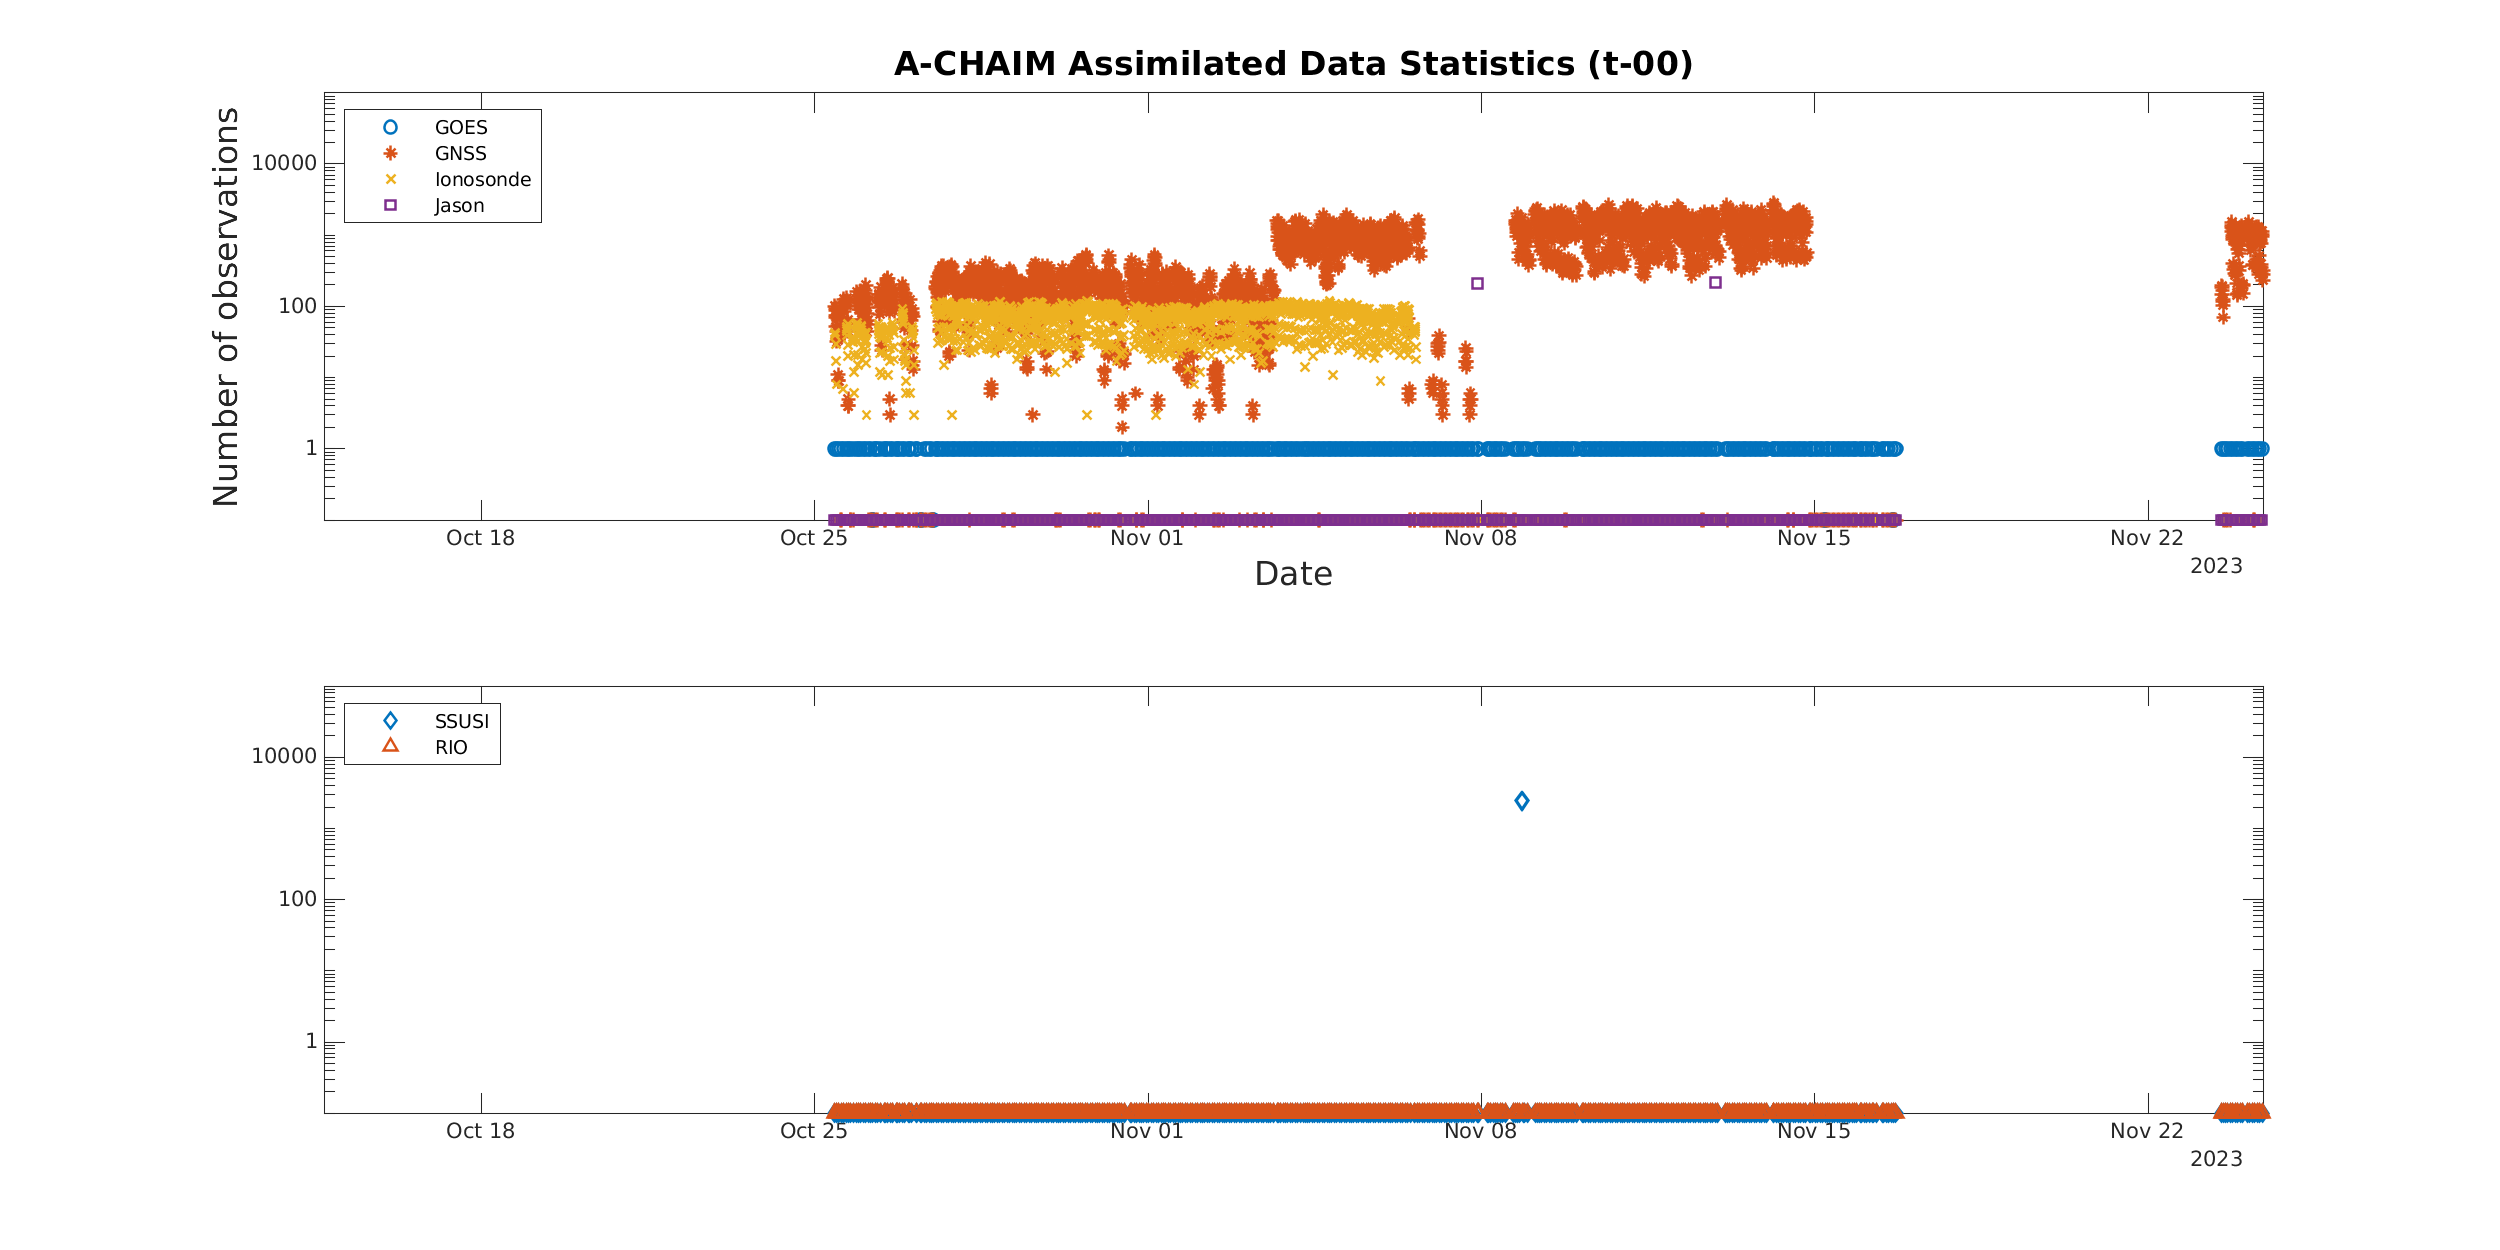 A-CHAIM Assimilated Data Statistics (t-00)
Number of observations
GOES
GNSS
Ionosonde
Jason
10000
100
1
Oct 18 Oct 25 Nov 01 Nov 08 Nov 15 Nov 22
2023
Date
SSUSI
RIO
10000
100
1
Oct 18 Oct 25 Nov 01 Nov 08 Nov 15 Nov 22
2023